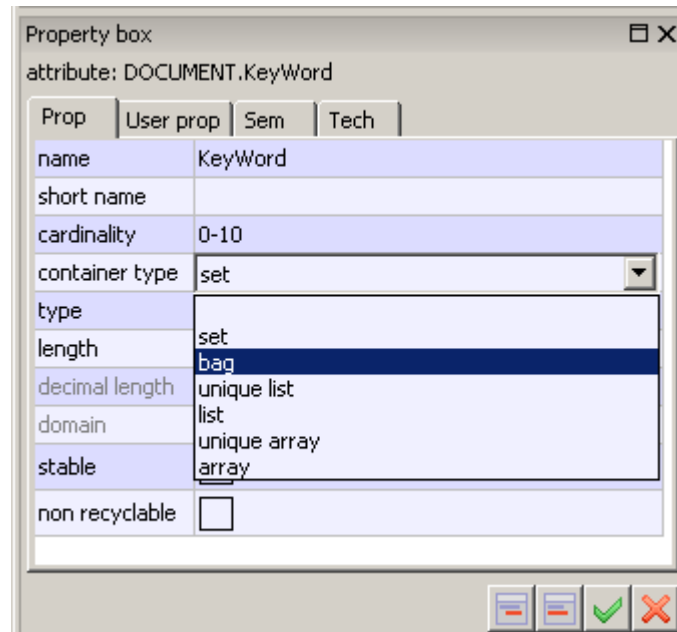 Property box
attribute: DOCUMENT.KeyWord
Prop User prop Sem Tech
name KeyWord
short name
cardinality 0-10
container type set
type
set
length
bag
decimal length unique list
list
domain
unique array
stable
array
non recyclable